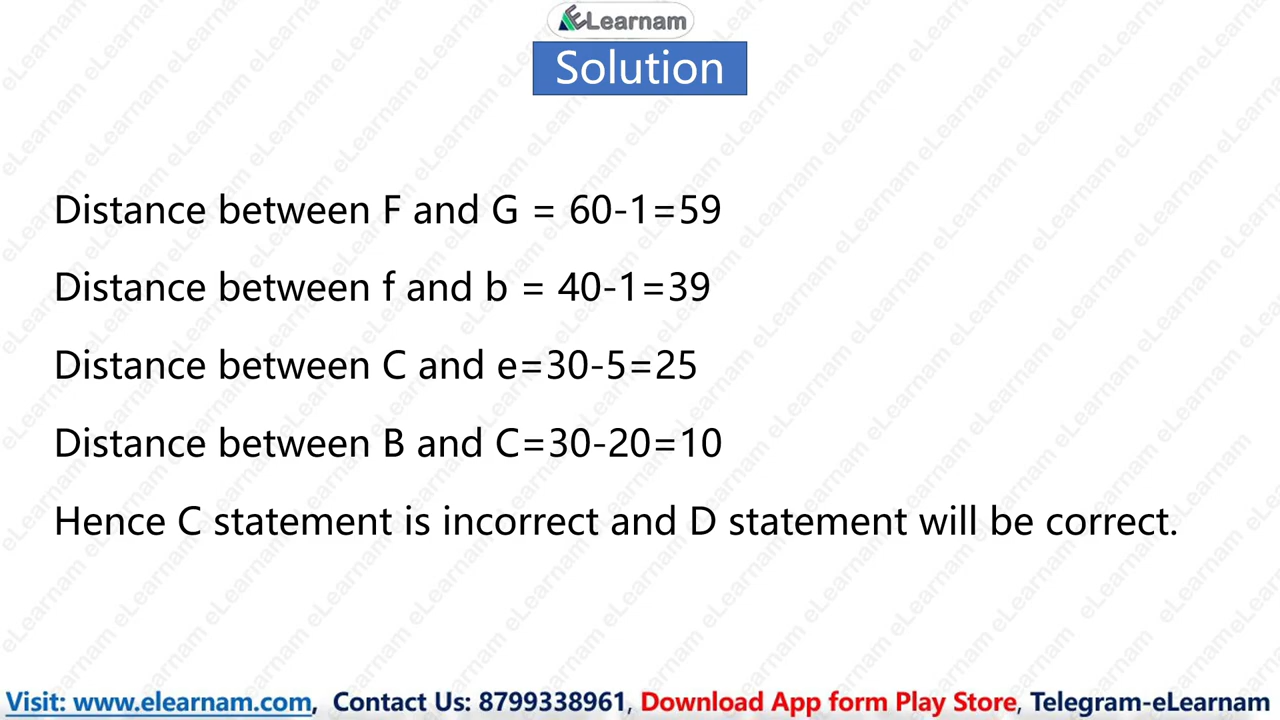 ELearnam
Solution
Distance between F and G = 60-1=59
Distance between f and b = 40-1=39
Distance between C and e=30-5=25
Distance between B and C=30-20=10
Hence C statement is incorrect and D statement will be correct.
Visit: www.elearnam.com, Contact Us: 8799338961, Download App form Play Store, Telegram-eLearnam